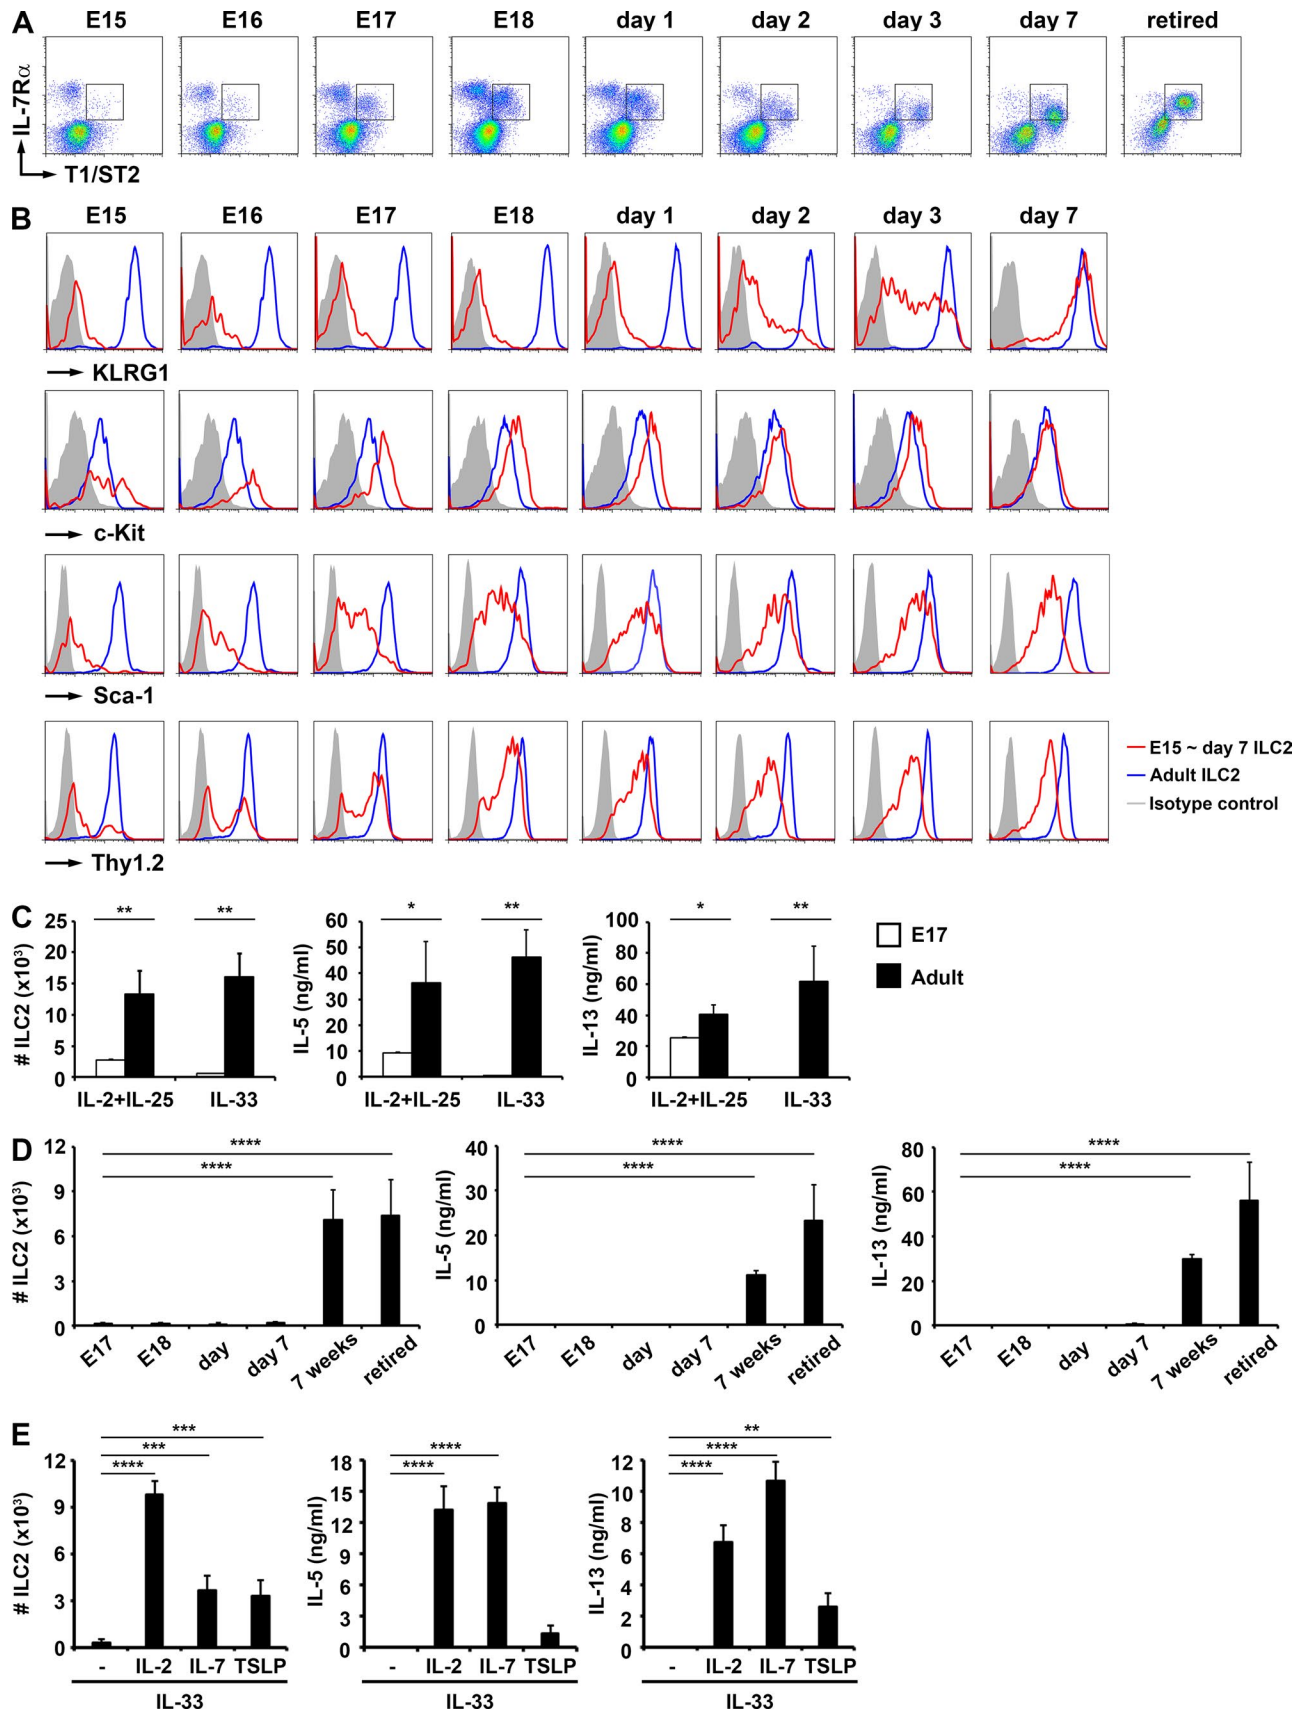 A E15 E16 E17 E18 day 1 day 2 day 3 day 7 retired
IL-7Rα
T1/ST2
B E15 E16 E17 E18 day 1 day 2 day 3 day 7
KLRG1
c-Kit
Sca-1
Thy1.2
E15 ~ day 7 ILC2
Adult ILC2
Isotype control
C
# ILC2 (x10³)
25
20
15
10
5
0
** **
IL-2+IL-25 IL-33
IL-5 (ng/ml)
60
50
40
30
20
10
0
* **
IL-2+IL-25 IL-33
IL-13 (ng/ml)
100
80
60
40
20
0
* **
IL-2+IL-25 IL-33
E17
Adult
D
# ILC2 (x10³)
12
9
6
3
0
****
****
E17 E18 day day 7 7 weeks retired
IL-5 (ng/ml)
40
30
20
10
0
****
****
E17 E18 day day 7 7 weeks retired
IL-13 (ng/ml)
80
60
40
20
0
****
****
E17 E18 day day 7 7 weeks retired
E
# ILC2 (x10³)
12
9
6
3
0
***
***
****
- IL-2 IL-7 TSLP
IL-33
IL-5 (ng/ml)
18
15
12
9
6
3
0
****
****
- IL-2 IL-7 TSLP
IL-33
IL-13 (ng/ml)
12
10
8
6
4
2
0
**
****
****
- IL-2 IL-7 TSLP
IL-33